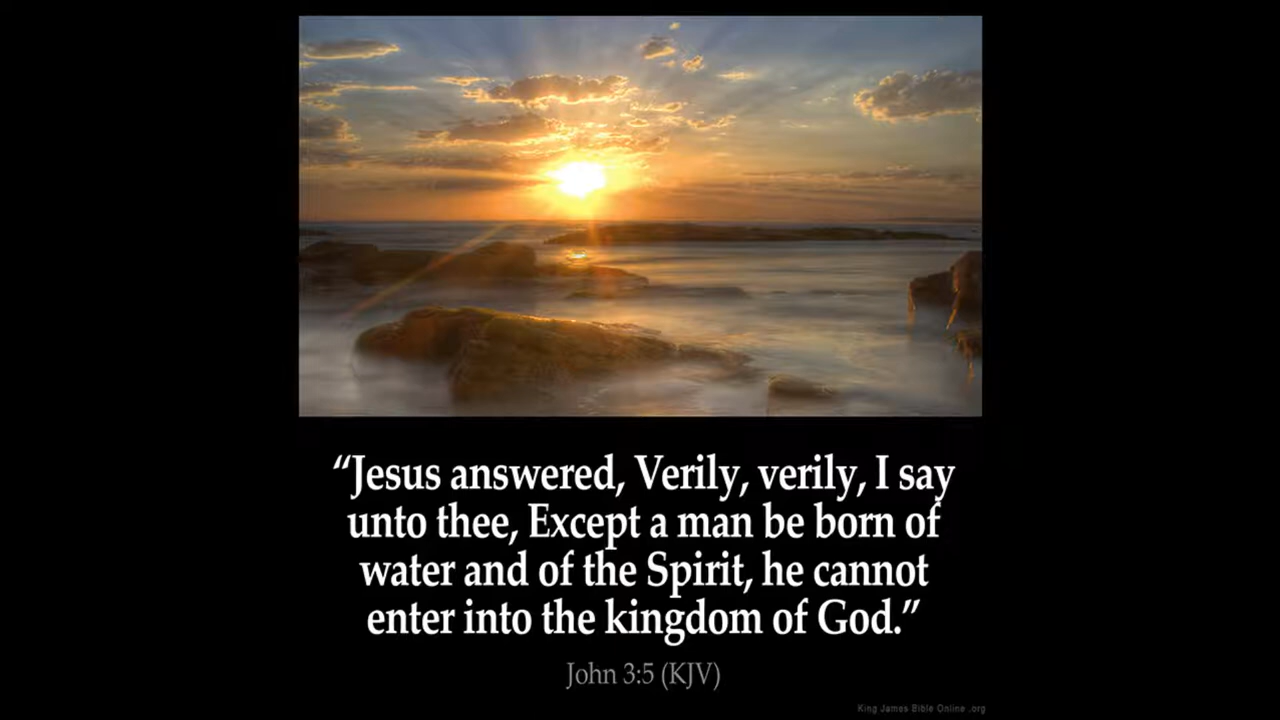 “Jesus answered, Verily, verily, I say
unto thee, Except a man be born of
water and of the Spirit, he cannot
enter into the kingdom of God.”
John 3:5 (KJV)
King James Bible Online .org